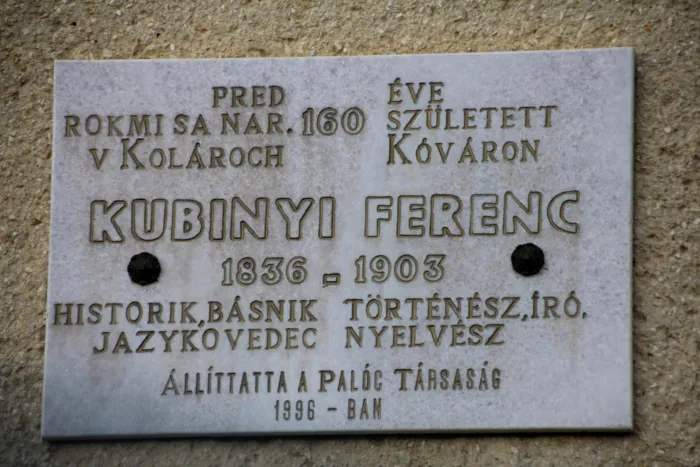 PRED ÉVE
ROKMI SA NAR. 160 SZÜLETETT
V KOLÁROCH KÓVÁRON
KUBINYI FERENC
1836 - 1903
HISTORIK, BÁSNIK TÖRTÉNÉSZ, ÍRÓ,
JAZYKOVEDEC NYELVÉSZ
ÁLLÍTTATTA A PALÓC TÁRSASÁG
1996 - BAN